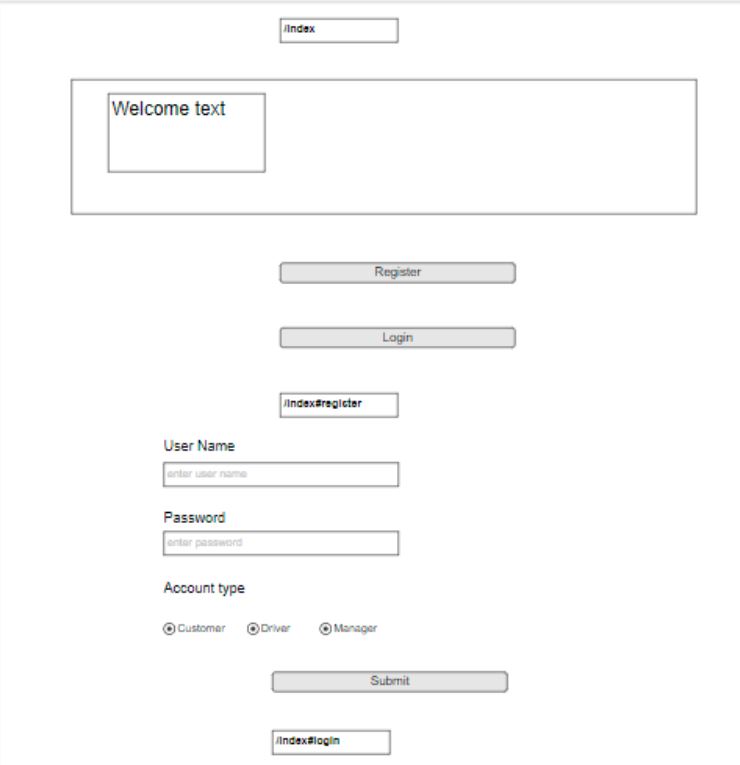 /index
Welcome text
Register
Login
/index#register
User Name
enter user name
Password
enter password
Account type
Customer Driver Manager
Submit
/index#login